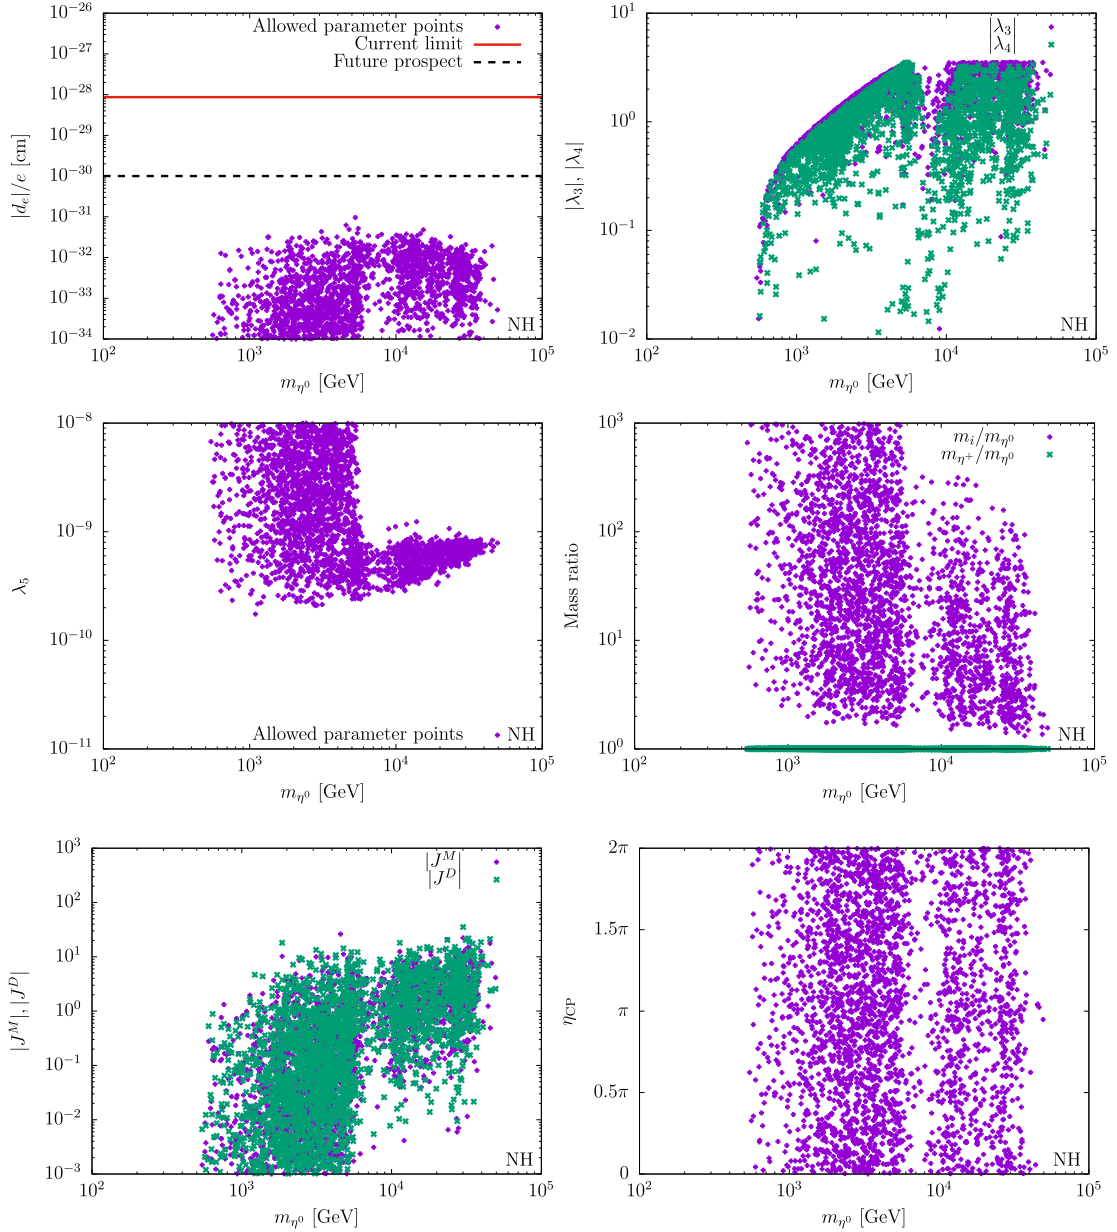 Allowed parameter points
Current limit
Future prospect
|d_e|/e [cm]
10^−26
10^−27
10^−28
10^−29
10^−30
10^−31
10^−32
10^−33
10^−34
NH
10^2 10^3 10^4 10^5
m_η⁰ [GeV]
|λ_3|
|λ_4|
|λ_3|, |λ_4|
10^1
10^0
10^−1
10^−2
NH
10^2 10^3 10^4 10^5
m_η⁰ [GeV]
λ_5
10^−8
10^−9
10^−10
10^−11
Allowed parameter points
NH
10^2 10^3 10^4 10^5
m_η⁰ [GeV]
m_i/m_η⁰
m_η⁺/m_η⁰
Mass ratio
10^3
10^2
10^1
10^0
NH
10^2 10^3 10^4 10^5
m_η⁰ [GeV]
|J^M|
|J^D|
|J^M|, |J^D|
10^3
10^2
10^1
10^0
10^−1
10^−2
10^−3
NH
10^2 10^3 10^4 10^5
m_η⁰ [GeV]
η_CP
2π
1.5π
π
0.5π
0
NH
10^2 10^3 10^4 10^5
m_η⁰ [GeV]